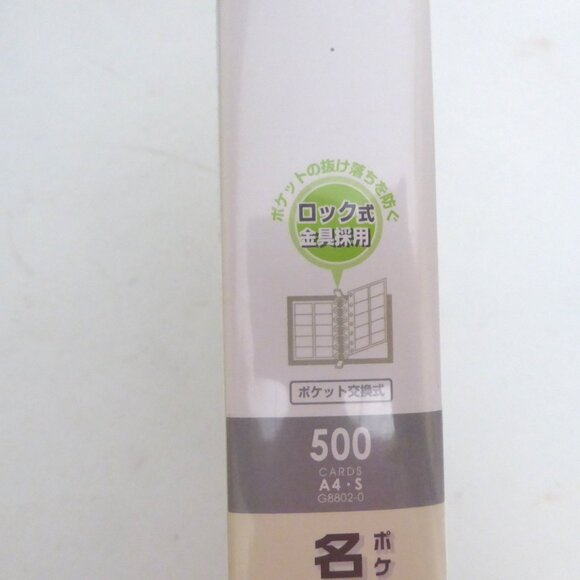 ポケットの抜け落ちを防ぐ
ロック式
金具採用
ポケット交換式
500
CARDS
A4・S
G8802-0
ポケ
名